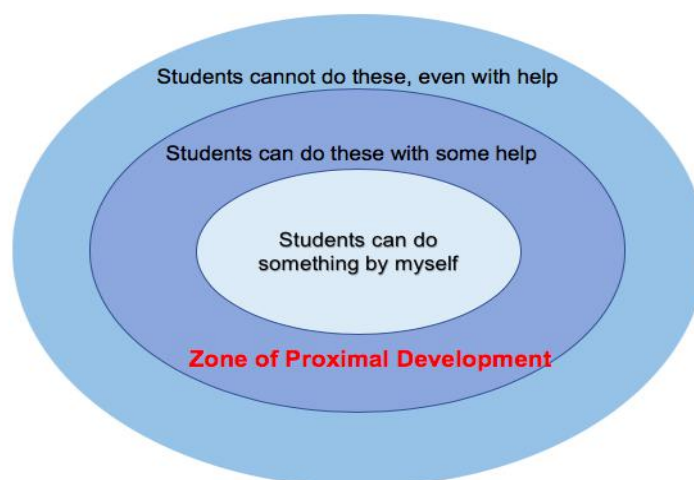 Students cannot do these, even with help
Students can do these with some help
Students can do
something by myself
Zone of Proximal Development